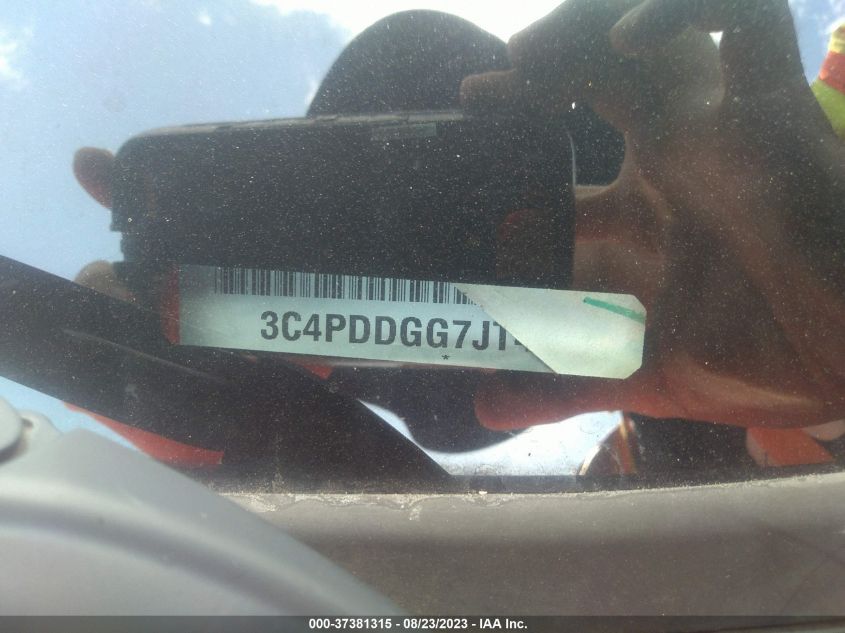 3C4PDDGG7JT
*
000-37381315 - 08/23/2023 - IAA Inc.